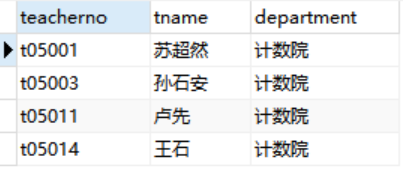 teacherno tname department
t05001 苏超然 计数院
t05003 孙石安 计数院
t05011 卢先 计数院
t05014 王石 计数院